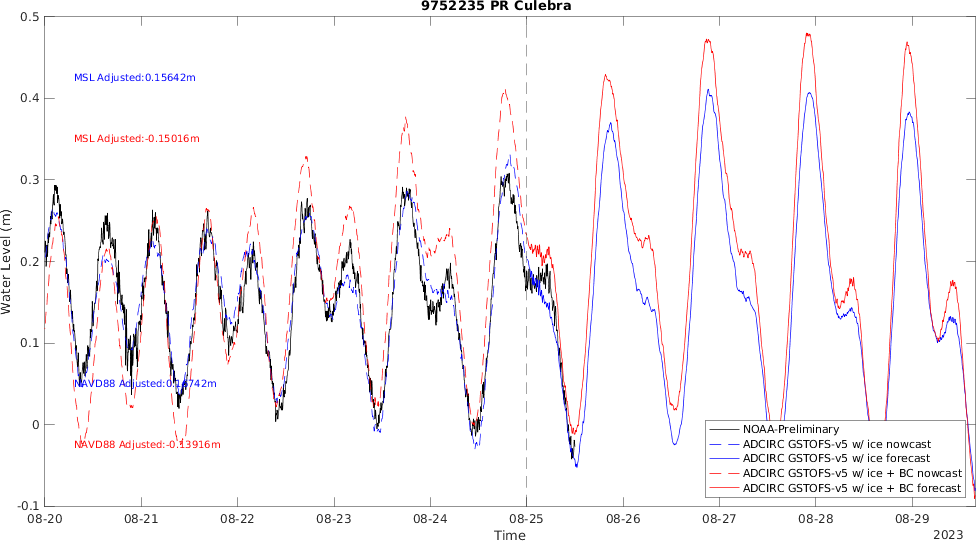 9752235 PR Culebra
0.5
0.4
0.3
0.2
0.1
0
-0.1
Water Level (m)
MSL Adjusted:0.15642m
MSL Adjusted:-0.15016m
NAVD88 Adjusted:0.16742m
NAVD88 Adjusted:-0.13916m
NOAA-Preliminary
ADCIRC GSTOFS-v5 w/ ice nowcast
ADCIRC GSTOFS-v5 w/ ice forecast
ADCIRC GSTOFS-v5 w/ ice + BC nowcast
ADCIRC GSTOFS-v5 w/ ice + BC forecast
08-20 08-21 08-22 08-23 08-24 08-25 08-26 08-27 08-28 08-29
Time
2023